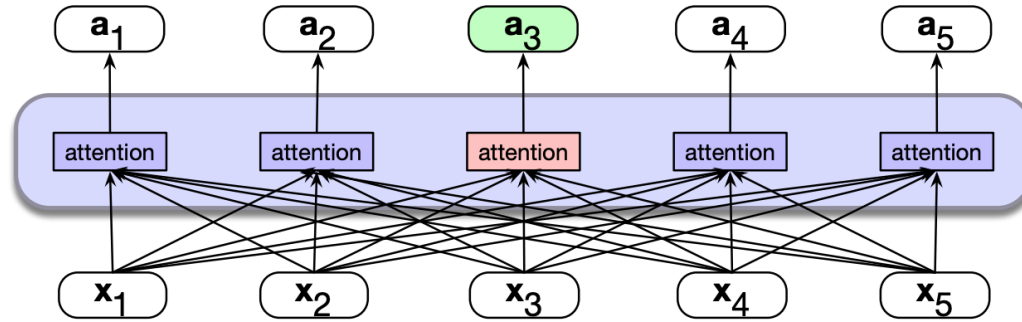 a1 a2 a3 a4 a5
attention attention attention attention attention
x1 x2 x3 x4 x5